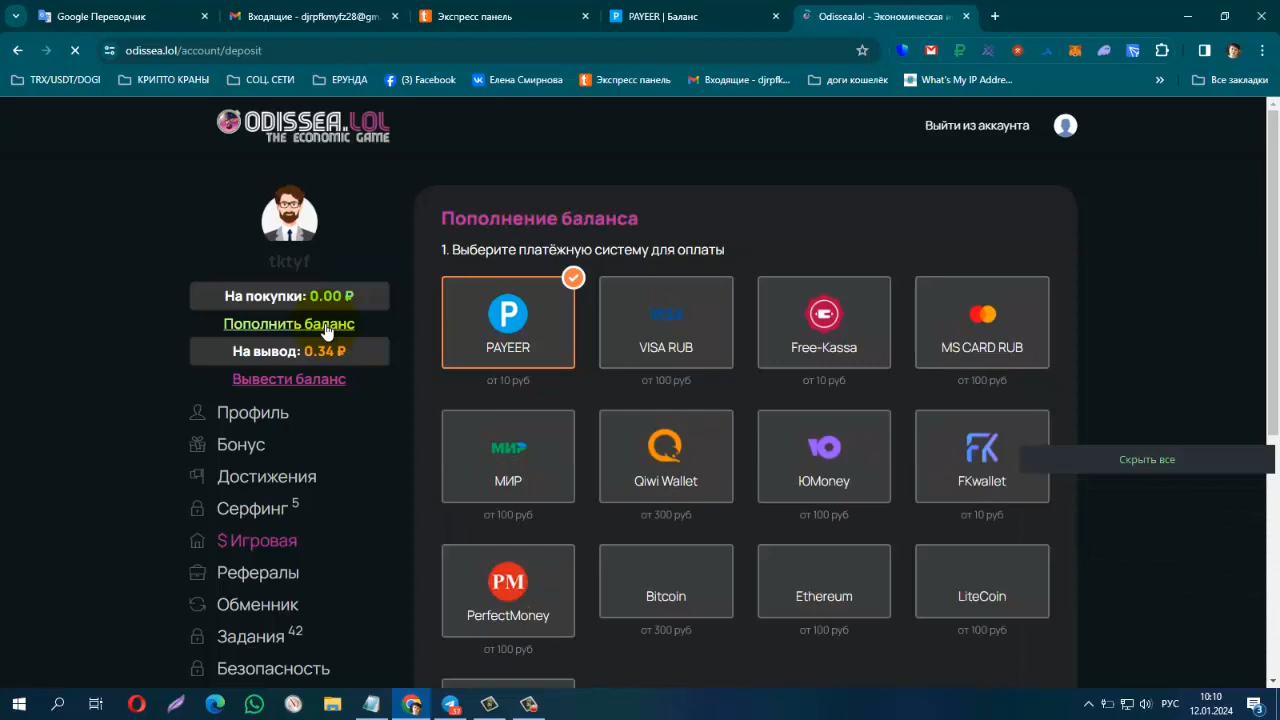 Google Переводчик
Входящие - djrpfkmyfz28@gm
Экспресс панель
PAYEER | Баланс
Odissea.lol - Экономическая и
odissea.lol/account/deposit
TRX/USDT/DOGI
КРИПТО КРАНЫ
СОЦ. СЕТИ
ЕРУНДА
(3) Facebook
Елена Смирнова
Экспресс панель
Входящие - djrpfk...
доги кошелёк
What's My IP Addre...
Все закладки
ODISSEA.LOL
THE ECONOMIC GAME
Выйти из аккаунта
tktyf
На покупки: 0.00 ₽
Пополнить баланс
На вывод: 0.34 ₽
Вывести баланс
Профиль
Бонус
Достижения
Серфинг 5
$ Игровая
Рефералы
Обменник
Задания 42
Безопасность
Пополнение баланса
1. Выберите платёжную систему для оплаты
P
PAYEER
от 10 руб
VISA
VISA RUB
от 100 руб
Free-Kassa
от 10 руб
MS CARD RUB
от 100 руб
МИР
МИР
от 100 руб
Qiwi Wallet
от 300 руб
ЮMoney
от 100 руб
FK
FKwallet
от 10 руб
Скрыть все
PM
PerfectMoney
от 100 руб
Bitcoin
от 300 руб
Ethereum
от 100 руб
LiteCoin
от 100 руб
РУС
10:10
12.01.2024